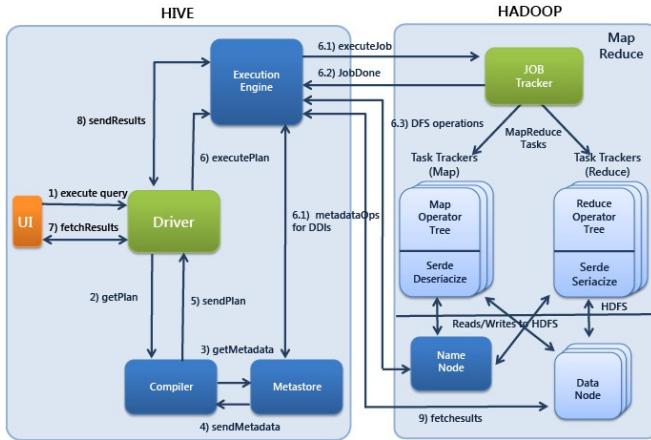 HIVE
HADOOP
Map
Reduce
6.1) executeJob
6.2) JobDone
Execution
Engine
JOB
Tracker
8) sendResults
6.3) DFS operations
MapReduce
Tasks
6) executePlan
Task Trackers
(Map)
Task Trackers
(Reduce)
1) execute query
UI
Driver
7) fetchResults
6.1) metadataOps
for DDIs
Map
Operator
Tree
Serde
Deseriacize
Reduce
Operator
Tree
Serde
Seriacize
2) getPlan
5) sendPlan
HDFS
Reads/Writes to HDFS
3) getMetadata
Name
Node
Compiler
Metastore
Data
Node
4) sendMetadata
9) fetchesults